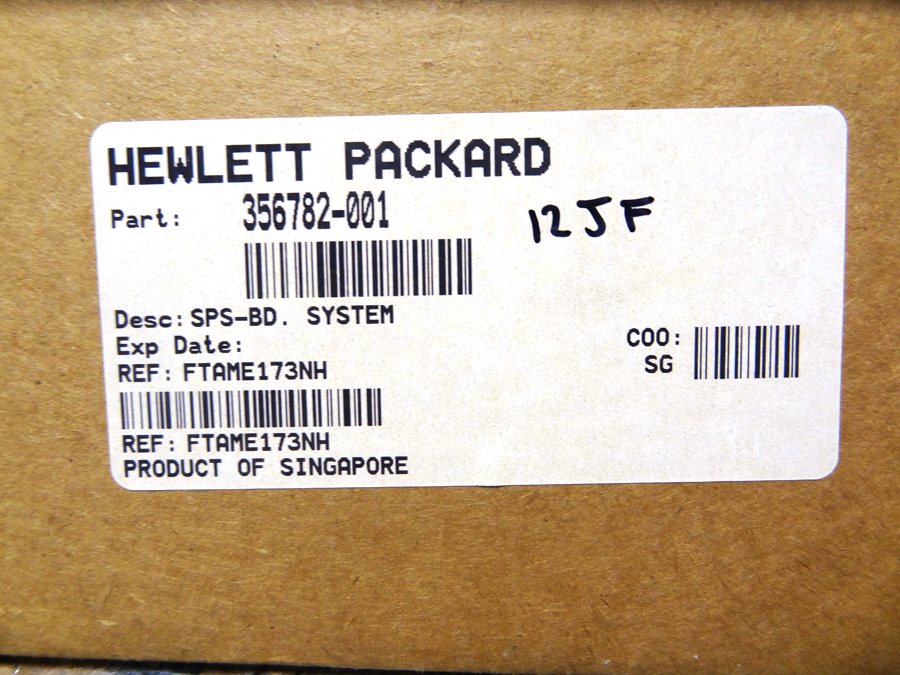 HEWLETT PACKARD
Part: 356782-001
12JF
Desc: SPS-BD. SYSTEM
Exp Date:
REF: FTAME173NH
COO:
SG
REF: FTAME173NH
PRODUCT OF SINGAPORE